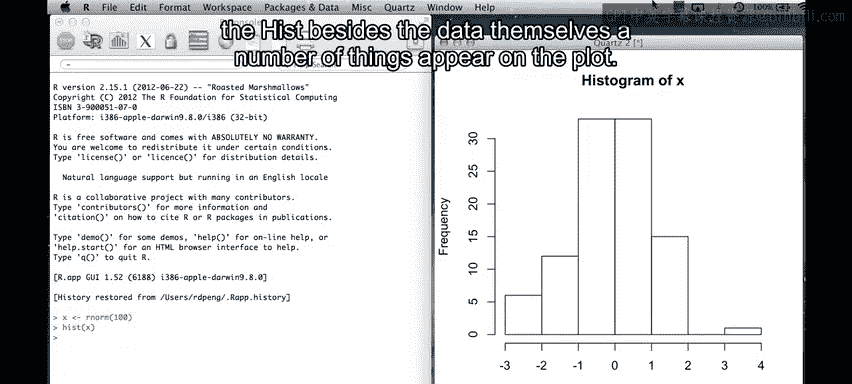 File Edit Format Workspace Packages & Data Misc Quartz Window Help
100%
the Hist besides the data themselves a
number of things appear on the plot.
Quartz 2 [*]
R version 2.15.1 (2012-06-22) -- "Roasted Marshmallows"
Copyright (C) 2012 The R Foundation for Statistical Computing
ISBN 3-900051-07-0
Platform: i386-apple-darwin9.8.0/i386 (32-bit)
R is free software and comes with ABSOLUTELY NO WARRANTY.
You are welcome to redistribute it under certain conditions.
Type 'license()' or 'licence()' for distribution details.
Natural language support but running in an English locale
R is a collaborative project with many contributors.
Type 'contributors()' for more information and
'citation()' on how to cite R or R packages in publications.
Type 'demo()' for some demos, 'help()' for on-line help, or
'help.start()' for an HTML browser interface to help.
Type 'q()' to quit R.
[R.app GUI 1.52 (6188) i386-apple-darwin9.8.0]
[History restored from /Users/rdpeng/.Rapp.history]
> x <- rnorm(100)
> hist(x)
>
Histogram of x
Frequency
30
25
20
15
10
5
0
-3 -2 -1 0 1 2 3 4